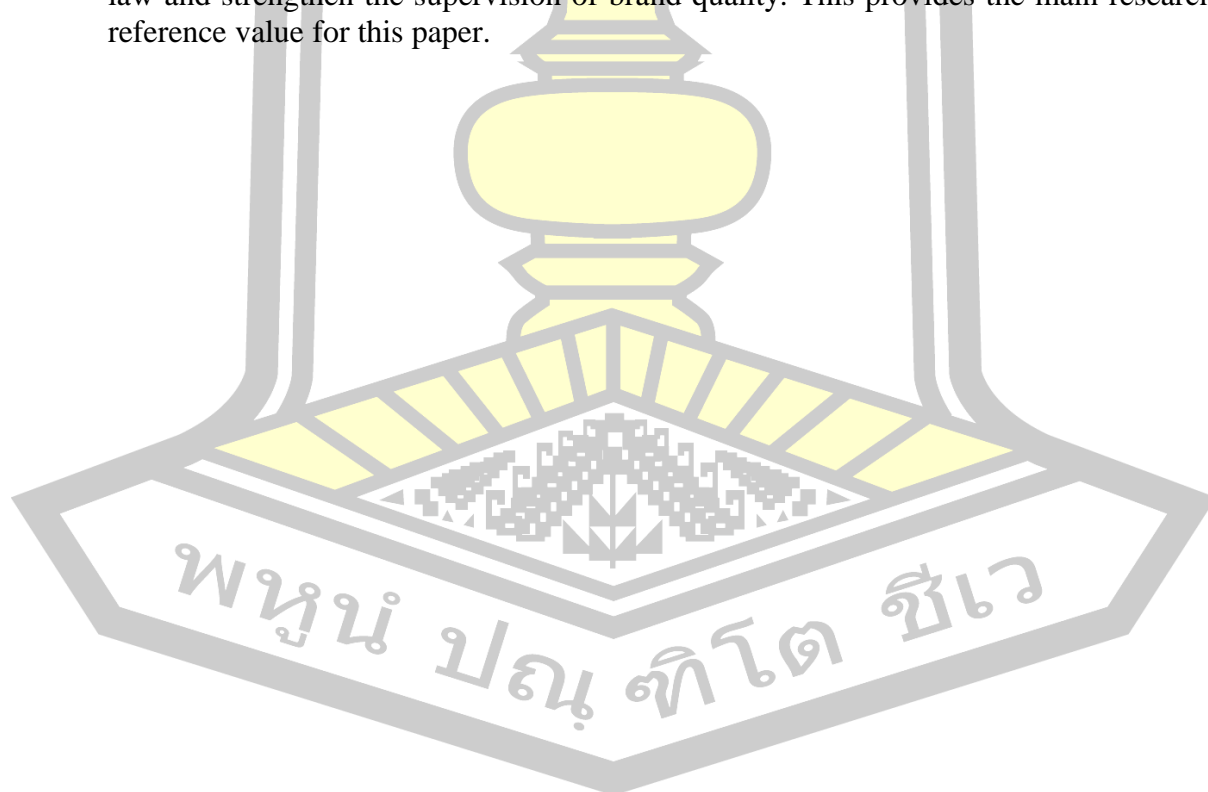 law and strengthen the supervision of brand quality. This provides the main research
reference value for this paper.
พหูนํ ปณฺฑิโต ชีเว